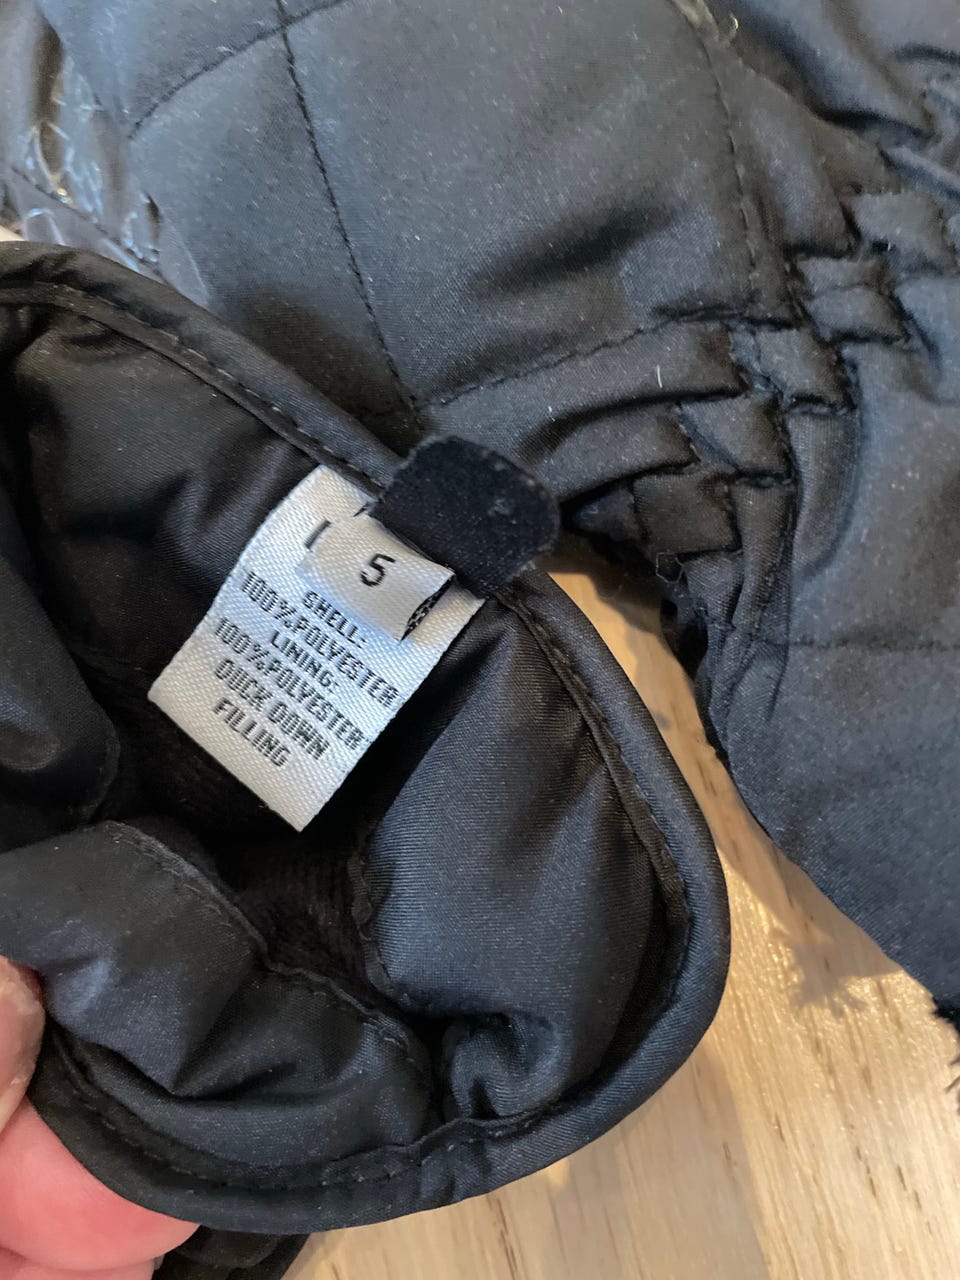 5
SHELL:
100%POLYESTER
LINING.
100%POLYESTER
DUCK DOWN
FILLING